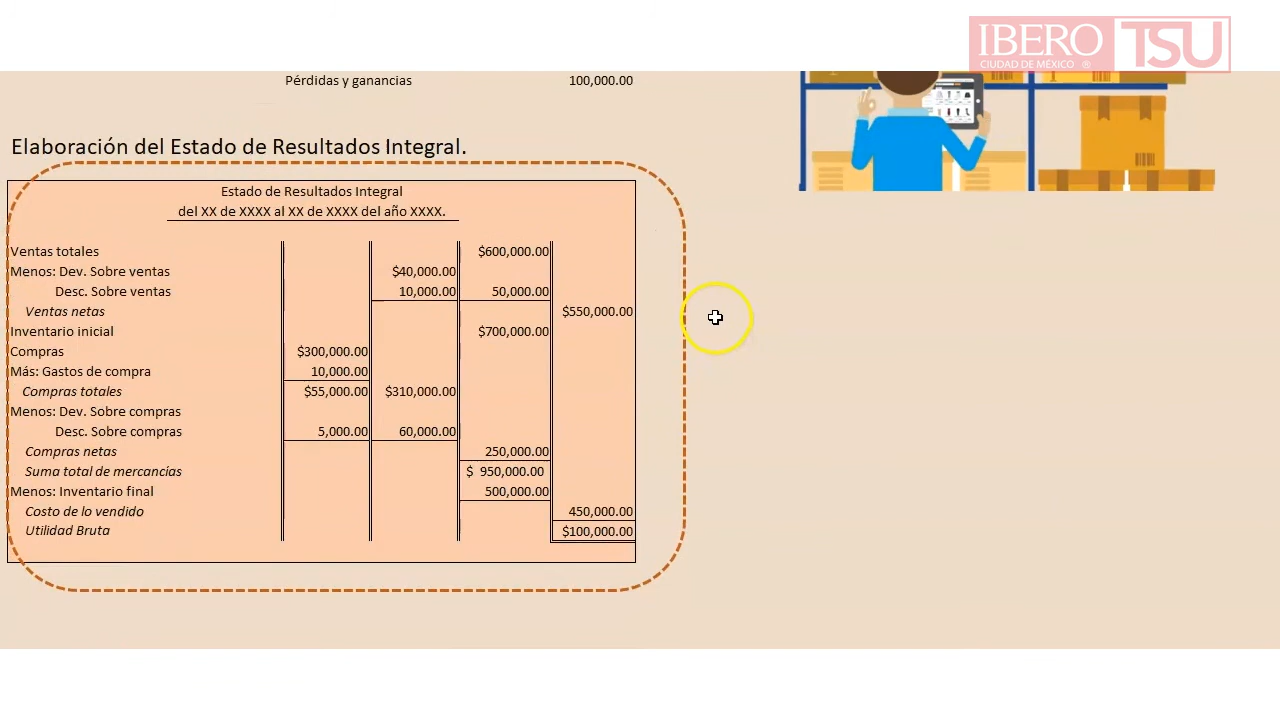 IBERO TSU
CIUDAD DE MÉXICO ®
Pérdidas y ganancias 100,000.00
Elaboración del Estado de Resultados Integral.
Estado de Resultados Integral
del XX de XXXX al XX de XXXX del año XXXX.
Ventas totales $600,000.00
Menos: Dev. Sobre ventas $40,000.00
Desc. Sobre ventas 10,000.00 50,000.00
Ventas netas $550,000.00
Inventario inicial $700,000.00
Compras $300,000.00
Más: Gastos de compra 10,000.00
Compras totales $55,000.00 $310,000.00
Menos: Dev. Sobre compras
Desc. Sobre compras 5,000.00 60,000.00
Compras netas 250,000.00
Suma total de mercancías $ 950,000.00
Menos: Inventario final 500,000.00
Costo de lo vendido 450,000.00
Utilidad Bruta $100,000.00